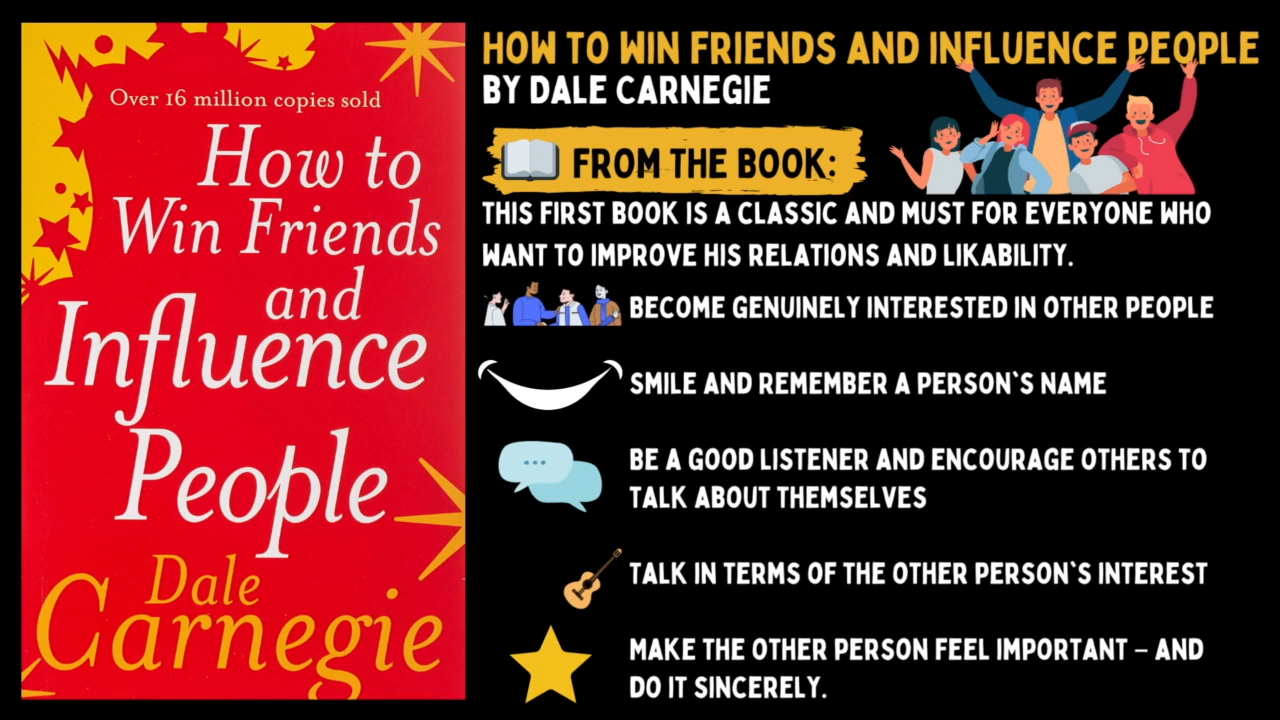 Over 16 million copies sold
How to
Win Friends
and
Influence
People
Dale
Carnegie
HOW TO WIN FRIENDS AND INFLUENCE PEOPLE
BY DALE CARNEGIE
FROM THE BOOK:
THIS FIRST BOOK IS A CLASSIC AND MUST FOR EVERYONE WHO
WANT TO IMPROVE HIS RELATIONS AND LIKABILITY.
BECOME GENUINELY INTERESTED IN OTHER PEOPLE
SMILE AND REMEMBER A PERSON`S NAME
BE A GOOD LISTENER AND ENCOURAGE OTHERS TO
TALK ABOUT THEMSELVES
TALK IN TERMS OF THE OTHER PERSON`S INTEREST
MAKE THE OTHER PERSON FEEL IMPORTANT – AND
DO IT SINCERELY.